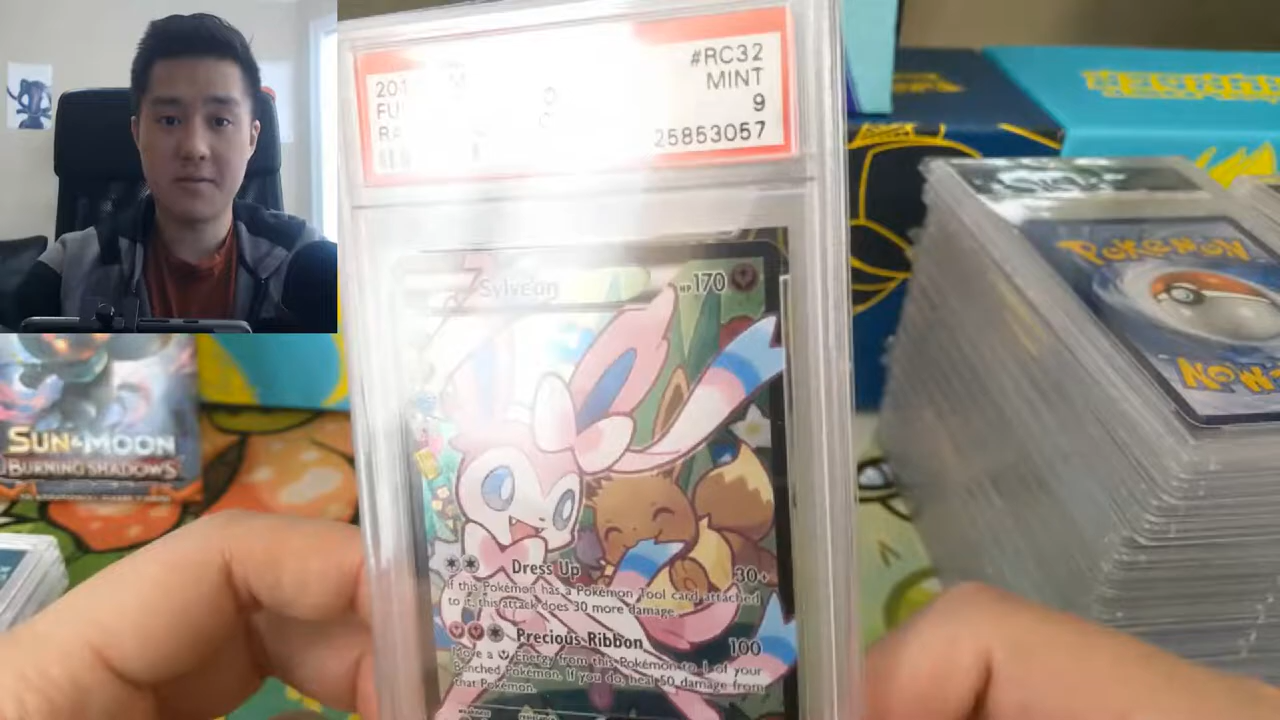 #RC32
MINT
FU
9
RA
25853057
Sylveon
HP170
SUN & MOON
BURNING SHADOWS
POKéMON
Dress Up 30+
If this Pokémon has a Pokémon Tool card attached
to it, this attack does 30 more damage.
Precious Ribbon 100
Move a Energy from this Pokémon to 1 of your
Benched Pokémon. If you do, heal 50 damage from
that Pokémon.